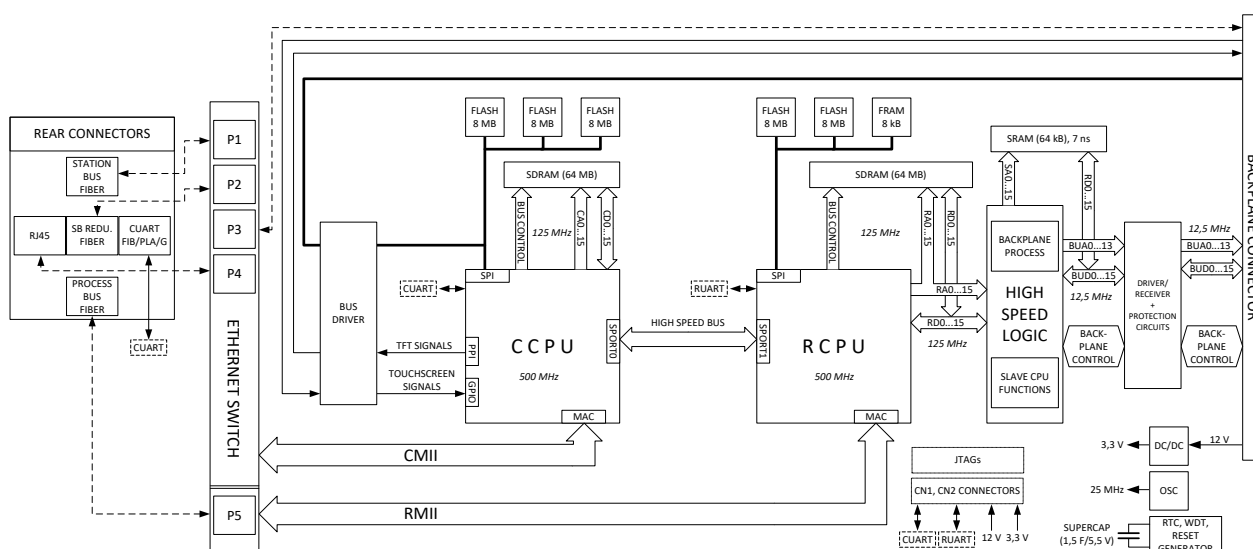 REAR CONNECTORS
STATION
BUS
FIBER
RJ45
SB REDU.
FIBER
CUART
FIB/PLA/G
PROCESS
BUS
FIBER
CUART
P1
P2
P3
P4
ETHERNET SWITCH
P5
BUS
DRIVER
FLASH
8 MB
FLASH
8 MB
FLASH
8 MB
SDRAM (64 MB)
BUS CONTROL
125 MHz
CA0...15
CD0...15
SPI
CUART
TFT SIGNALS
PPI
TOUCHSCREEN
SIGNALS
GPIO
CCPU
500 MHz
SPORT0
MAC
HIGH SPEED BUS
CMII
RMII
FLASH
8 MB
FLASH
8 MB
FRAM
8 kB
SDRAM (64 MB)
BUS CONTROL
125 MHz
RA0...15
RD0...15
SPI
RUART
SPORT1
RCPU
500 MHz
MAC
RA0...15
RD0...15
125 MHz
SRAM (64 kB), 7 ns
SA0...15
RD0...15
BACKPLANE
PROCESS
HIGH
SPEED
LOGIC
SLAVE CPU
FUNCTIONS
BUA0...13
BUD0...15
12,5 MHz
BACK-
PLANE
CONTROL
DRIVER/
RECEIVER
+
PROTECTION
CIRCUITS
12,5 MHz
BUA0...13
BUD0...15
BACK-
PLANE
CONTROL
BACKPLANE CONNECTOR
JTAGs
CN1, CN2 CONNECTORS
CUART
RUART
12 V
3,3 V
3,3 V
DC/DC
12 V
25 MHz
OSC
SUPERCAP
(1,5 F/5,5 V)
RTC, WDT,
RESET
GENERATOR